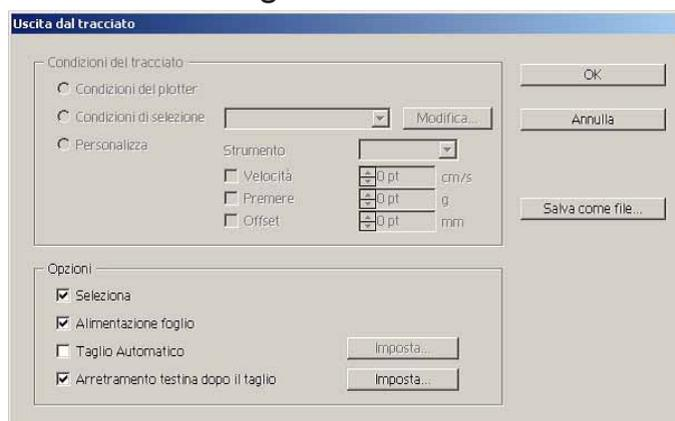 Uscita dal tracciato
Condizioni del tracciato
Condizioni del plotter
Condizioni di selezione
Modifica...
Personalizza
Strumento
Velocità
0 pt
cm/s
Premere
0 pt
g
Offset
0 pt
mm
OK
Annulla
Salva come file...
Opzioni
Seleziona
Alimentazione foglio
Taglio Automatico
Imposta...
Arretramento testina dopo il taglio
Imposta...